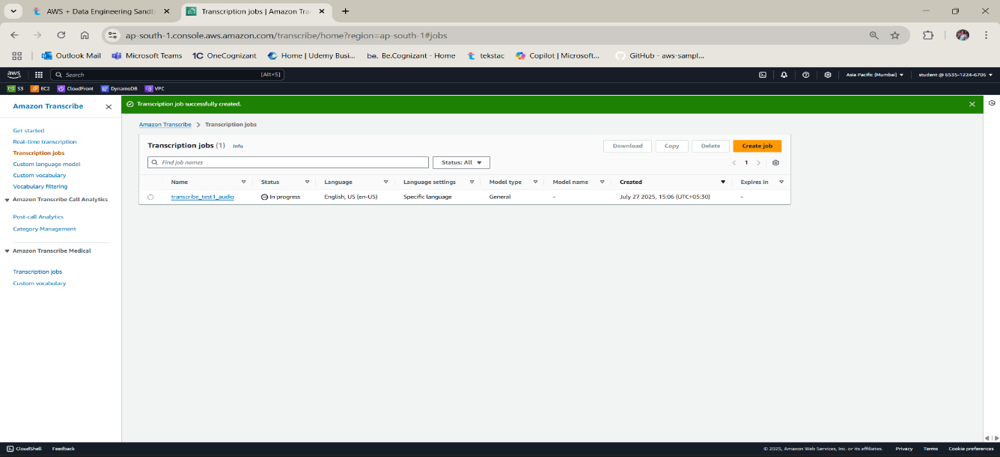 AWS + Data Engineering Sandb
Transcription jobs | Amazon Tra
ap-south-1.console.aws.amazon.com/transcribe/home?region=ap-south-1#jobs
Outlook Mail Microsoft Teams 1C OneCognizant Home | Udemy Busi... be. Be.Cognizant - Home tekstac Copilot | Microsoft... GitHub - aws-sampl...
aws Search [Alt+S] Asia Pacific (Mumbai) student @ 6535-1224-6706
S3 EC2 CloudFront DynamoDB VPC
Amazon Transcribe
Get started
Real-time transcription
Transcription jobs
Custom language model
Custom vocabulary
Vocabulary filtering
Amazon Transcribe Call Analytics
Post-call Analytics
Category Management
Amazon Transcribe Medical
Transcription jobs
Custom vocabulary
Transcription job successfully created.
Amazon Transcribe > Transcription jobs
Transcription jobs (1) Info Download Copy Delete Create job
Find job names Status: All 1
Name Status Language Language settings Model type Model name Created Expires in
transcribe_test1_audio In progress English, US (en-US) Specific language General - July 27 2025, 15:06 (UTC+05:30) -
CloudShell Feedback © 2025, Amazon Web Services, Inc. or its affiliates. Privacy Terms Cookie preferences